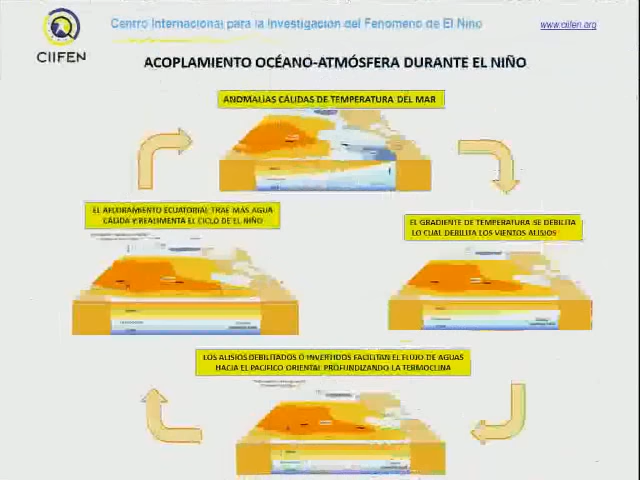 Centro Internacional para la Investigación del Fenómeno de El Niño
www.ciifen.org
CIIFEN
ACOPLAMIENTO OCÉANO-ATMÓSFERA DURANTE EL NIÑO
ANOMALÍAS CÁLIDAS DE TEMPERATURA DEL MAR
EL AFLORAMIENTO ECUATORIAL TRAE MÁS AGUA
CÁLIDA Y REALIMENTA EL CICLO DE EL NIÑO
EL GRADIENTE DE TEMPERATURA SE DEBILITA
LO CUAL DEBILITA LOS VIENTOS ALISIOS
LOS ALISIOS DEBILITADOS O INVERTIDOS FACILITAN EL FLUJO DE AGUAS
HACIA EL PACIFICO ORIENTAL PROFUNDIZANDO LA TERMOCLINA